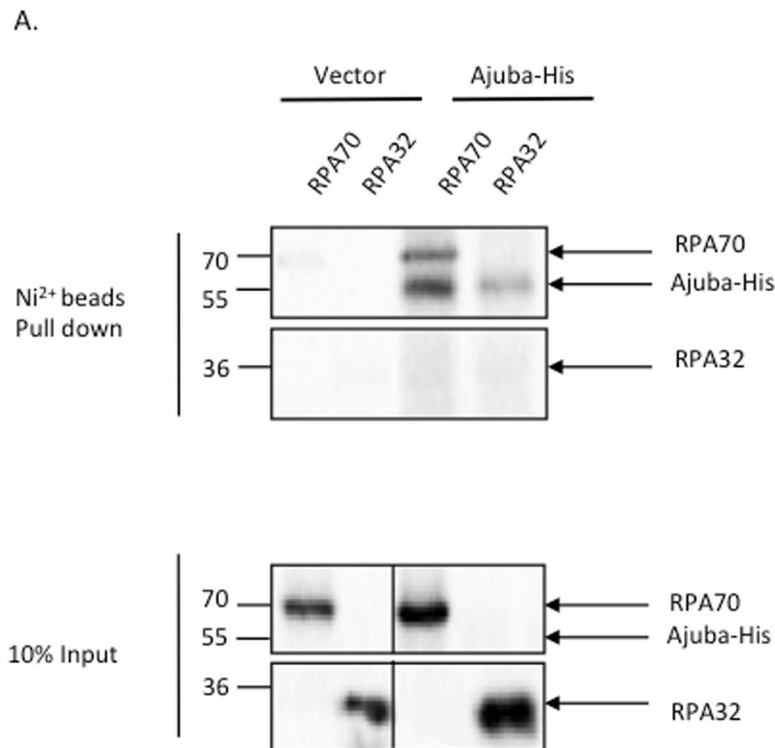 A.
Vector Ajuba-His
RPA70 RPA32 RPA70 RPA32
Ni²⁺ beads
Pull down
70
55
RPA70
Ajuba-His
36
RPA32
10% Input
70
55
RPA70
Ajuba-His
36
RPA32